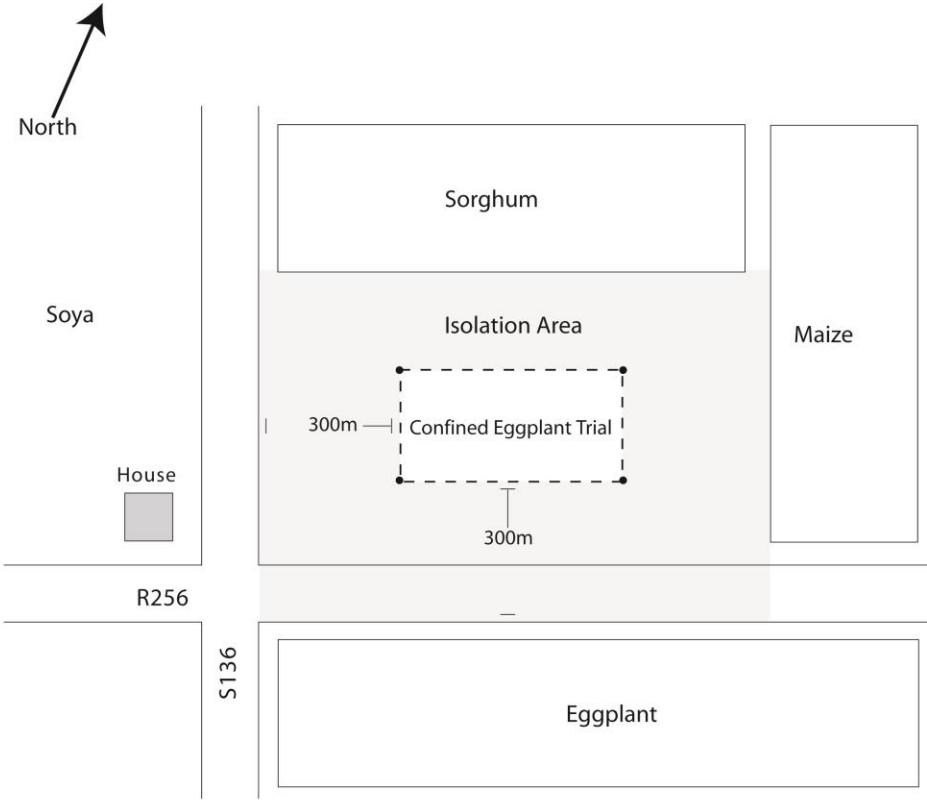 North
Sorghum
Soya
Isolation Area
Maize
300m
Confined Eggplant Trial
House
300m
R256
S136
Eggplant